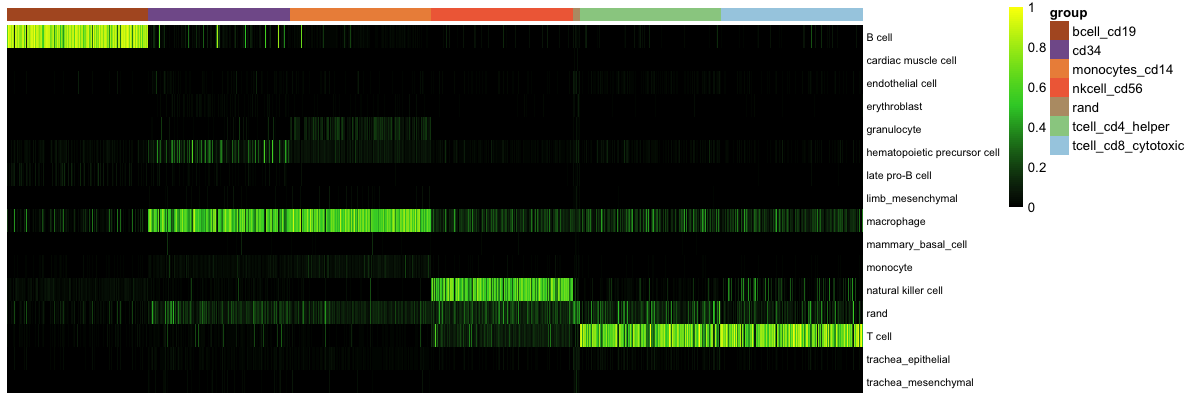 B cell
cardiac muscle cell
endothelial cell
erythroblast
granulocyte
hematopoietic precursor cell
late pro-B cell
limb_mesenchymal
macrophage
mammary_basal_cell
monocyte
natural killer cell
rand
T cell
trachea_epithelial
trachea_mesenchymal
1
0.8
0.6
0.4
0.2
0
group
bcell_cd19
cd34
monocytes_cd14
nkcell_cd56
rand
tcell_cd4_helper
tcell_cd8_cytotoxic